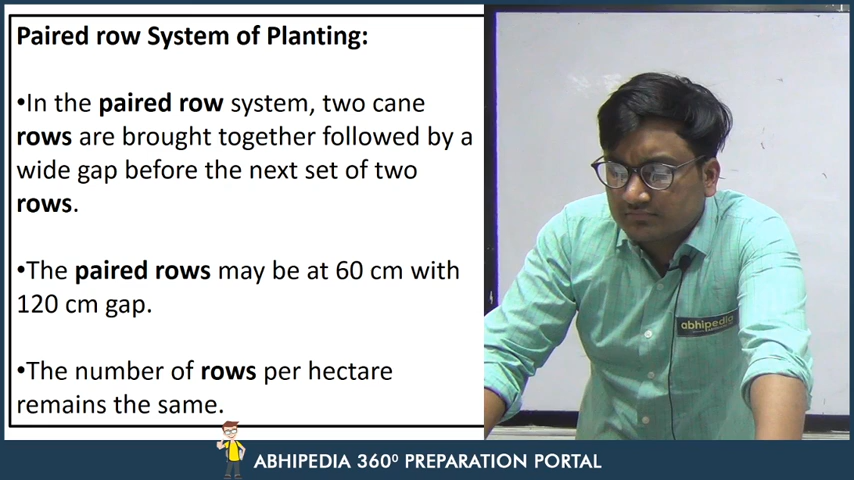 Paired row System of Planting:
•In the paired row system, two cane
rows are brought together followed by a
wide gap before the next set of two
rows.
•The paired rows may be at 60 cm with
120 cm gap.
•The number of rows per hectare
remains the same.
abhipedia
ABHIPEDIA 360⁰ PREPARATION PORTAL